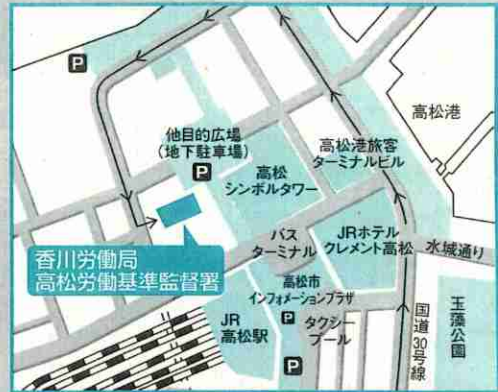 P
高松港
他目的広場
(地下駐車場)
P
高松
シンボルタワー
高松港旅客
ターミナルビル
香川労働局
高松労働基準監督署
バス
ターミナル
JRホテル
クレメント高松
水城通り
高松市
インフォメーションプラザ
P
タクシー
プール
JR
高松駅
P
国道30号線
玉藻公園